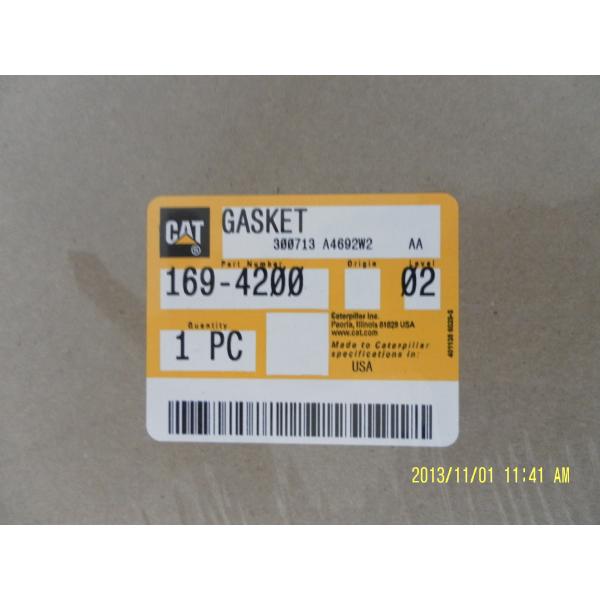 CAT ®
GASKET
300713 A4692W2 AA
Part Number Origin Level
169-4200 02
Quantity
1 PC
Caterpillar Inc.
Peoria, Illinois 61629 USA
www.cat.com
Made to Caterpillar
specifications in:
USA
2013/11/01 11:41 AM